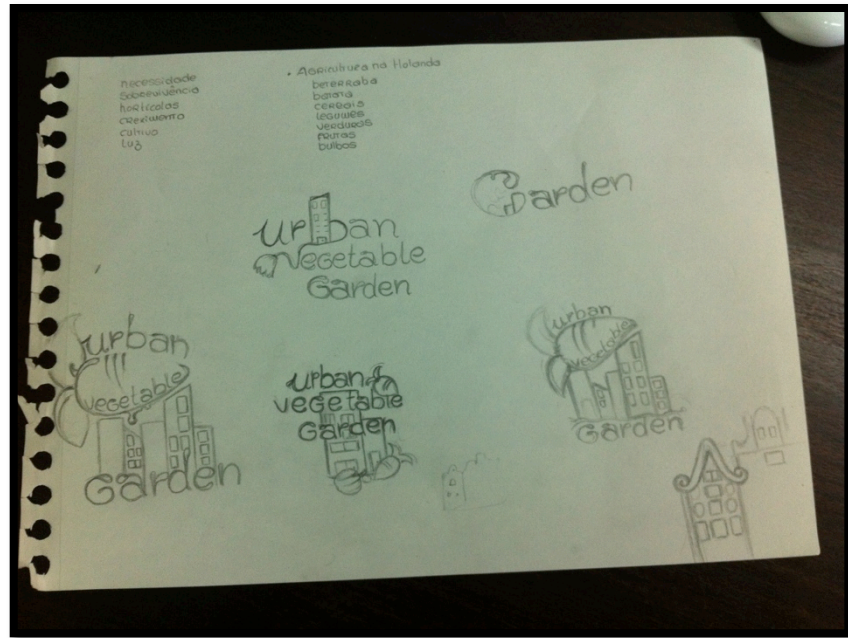 necessidade
sobrevivência
hortícolas
crescimento
cultivo
luz
• Agricultura na Holanda
beterraba
batata
cereais
legumes
verduras
frutas
bulbos
Garden
urban
Vegetable
Garden
urban
vegetable
Garden
urban
vegetable
Garden
urban
vegetable
Garden